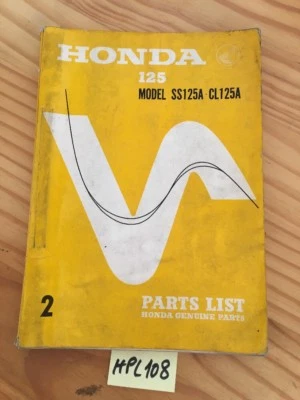 HONDA
125
MODEL SS125A · CL125A
2
PARTS LIST
HONDA GENUINE PARTS
HPL108